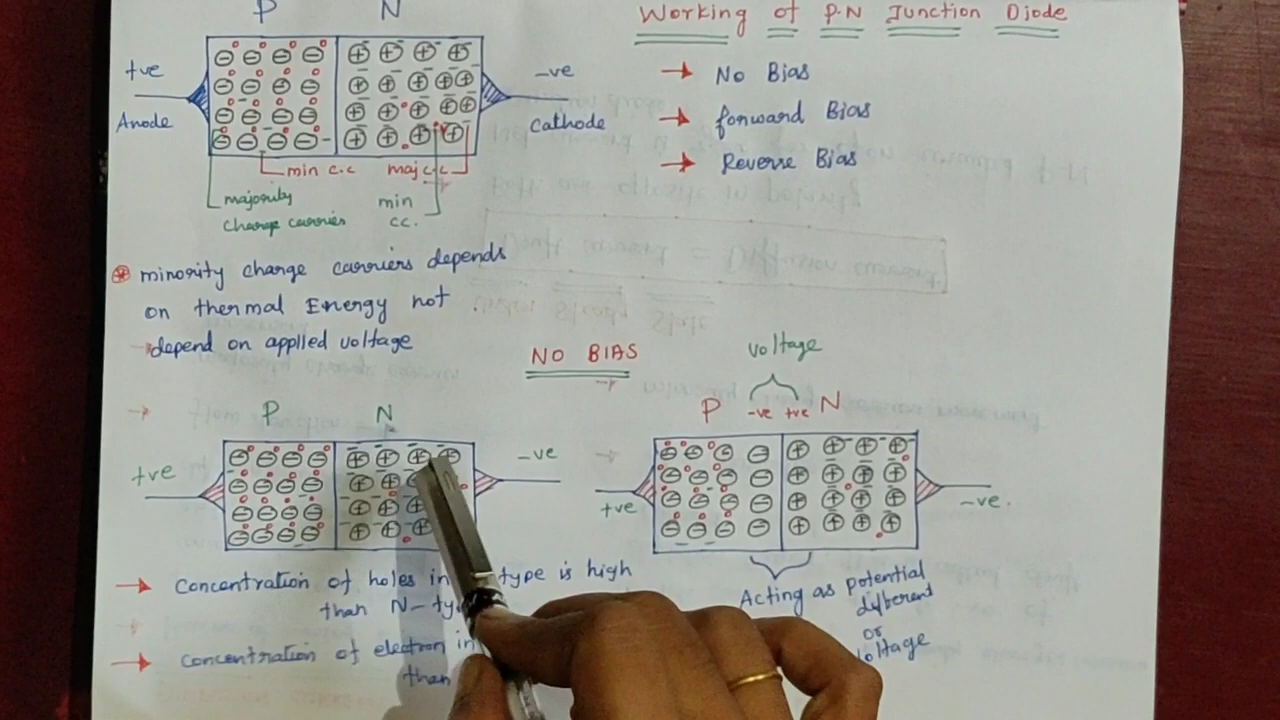 P N
Working of P-N Junction Diode
+ve
-ve
Anode
Cathode
→ No Bias
→ forward Bias
→ Reverse Bias
min c.c
maj c.c
majority
charge carries
min
cc.
minority charge carriers depends
on thermal Energy not
depend on applied voltage
NO BIAS
voltage
P N
P -ve +ve N
+ve
-ve
+ve
-ve.
→ Concentration of holes in type is high
than N-ty
→ Concentration of electron in
than
Acting as potential
different
or
voltage